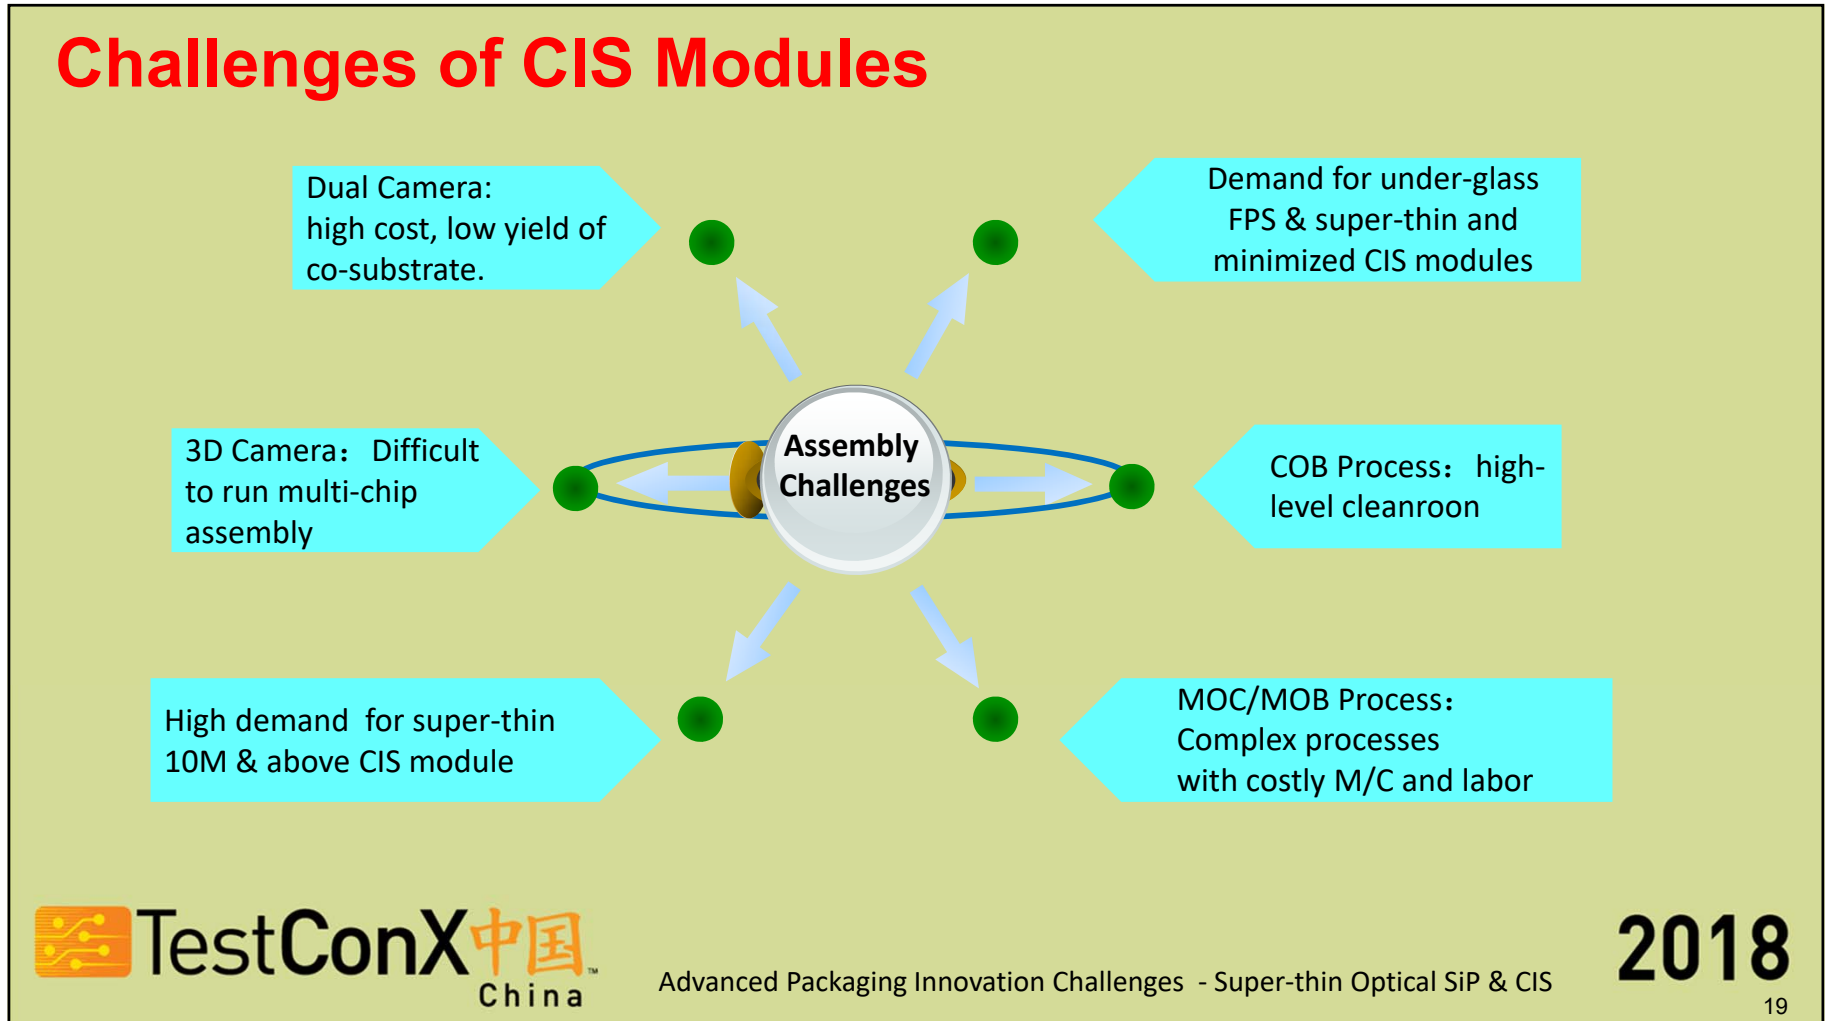 Challenges of CIS Modules
Dual Camera:
high cost, low yield of
co-substrate.
Demand for under-glass
FPS & super-thin and
minimized CIS modules
3D Camera： Difficult
to run multi-chip
assembly
Assembly
Challenges
COB Process： high-
level cleanroon
High demand  for super-thin
10M & above CIS module
MOC/MOB Process：
Complex processes
with costly M/C and labor
TestConX中国™
China
Advanced Packaging Innovation Challenges  - Super-thin Optical SiP & CIS
2018
19